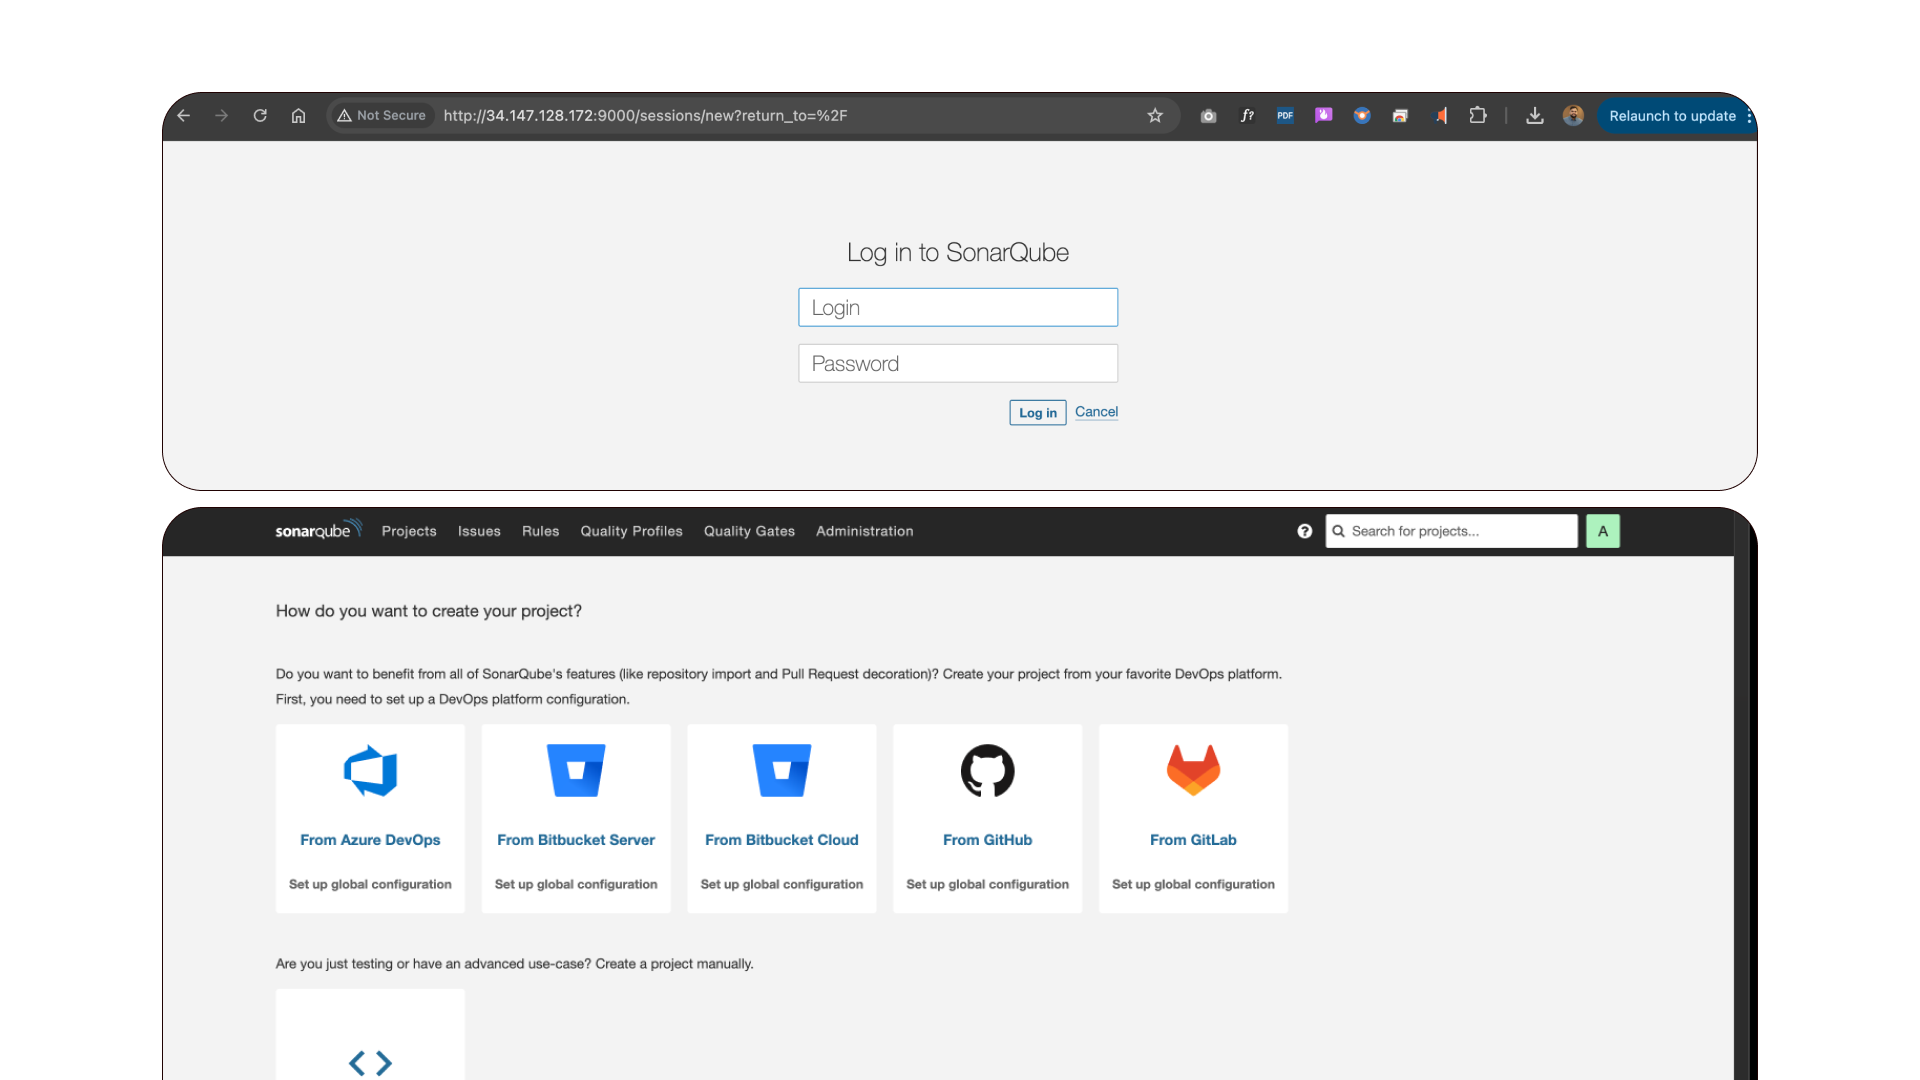 Not Secure http://34.147.128.172:9000/sessions/new?return_to=%2F f? PDF Relaunch to update
Log in to SonarQube
Login
Password
Log in Cancel
sonarqube Projects Issues Rules Quality Profiles Quality Gates Administration ? Search for projects... A
How do you want to create your project?
Do you want to benefit from all of SonarQube's features (like repository import and Pull Request decoration)? Create your project from your favorite DevOps platform.
First, you need to set up a DevOps platform configuration.
From Azure DevOps From Bitbucket Server From Bitbucket Cloud From GitHub From GitLab
Set up global configuration Set up global configuration Set up global configuration Set up global configuration Set up global configuration
Are you just testing or have an advanced use-case? Create a project manually.